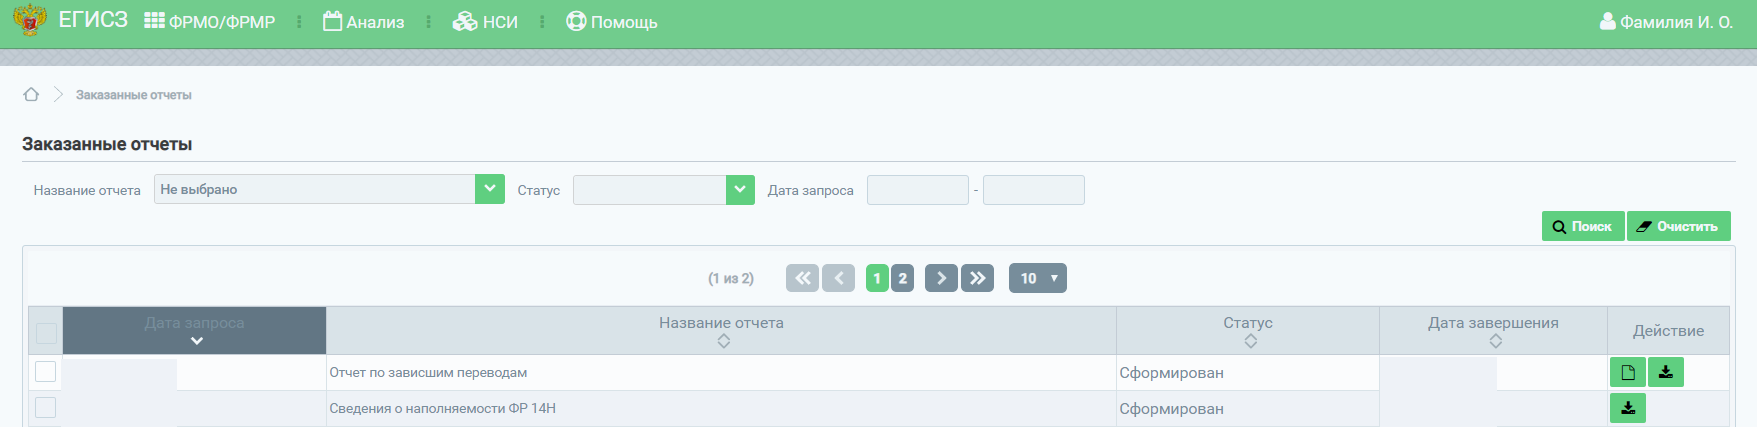 ЕГИСЗ ФРМО/ФРМР Анализ НСИ Помощь Фамилия И. О.
Заказанные отчеты
Заказанные отчеты
Название отчета Не выбрано Статус Дата запроса -
Поиск Очистить
(1 из 2) 1 2 10
Дата запроса Название отчета Статус Дата завершения Действие
Отчет по зависшим переводам Сформирован
Сведения о наполняемости ФР 14Н Сформирован